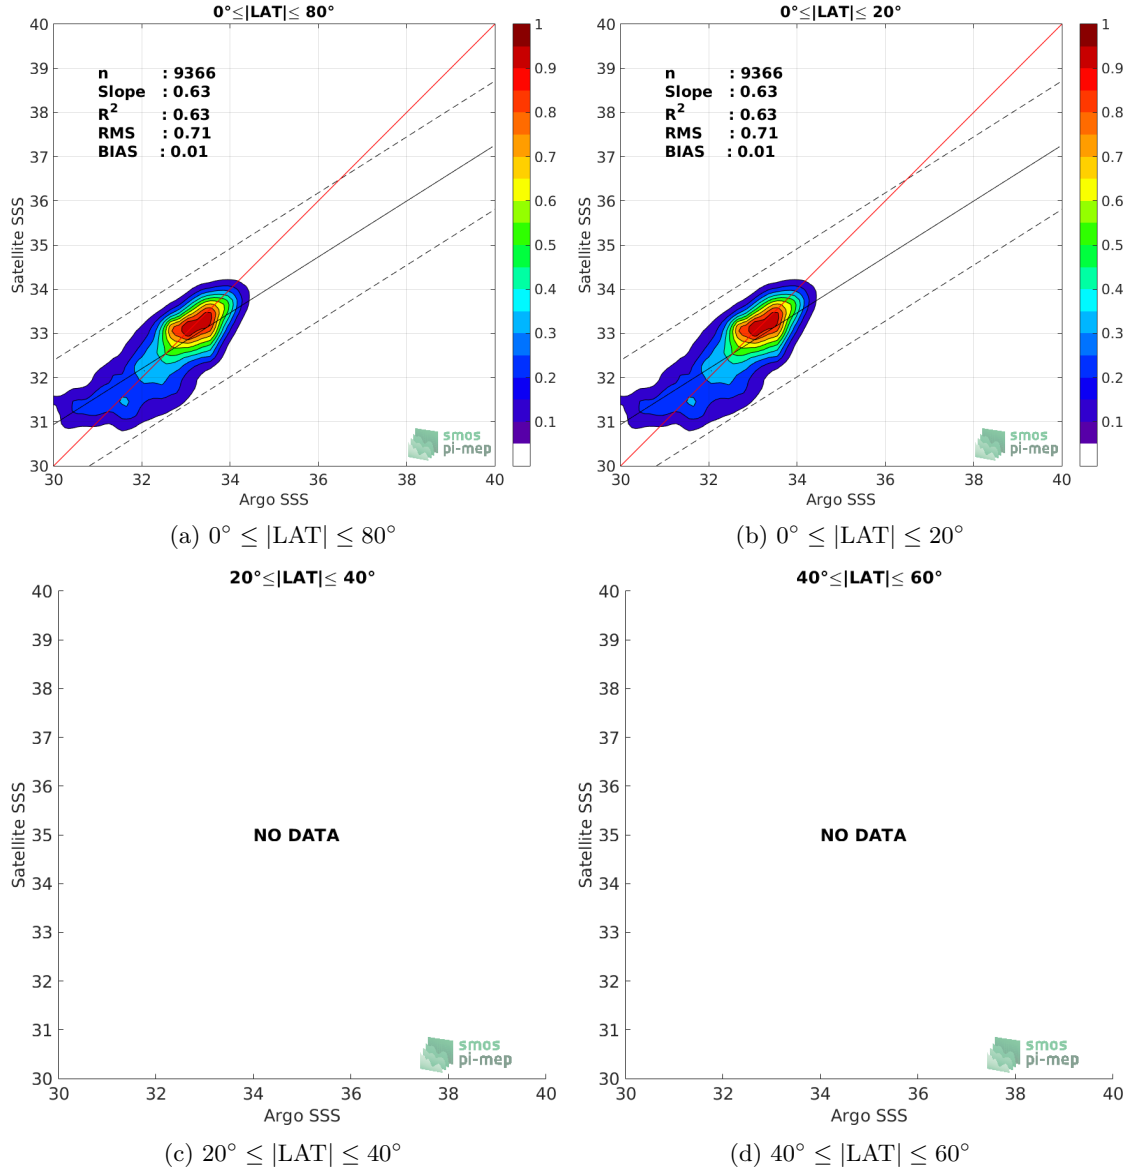 0°≤|LAT|≤ 80°
40
39
38
37
36
35
34
33
32
31
30
Satellite SSS
n : 9366
Slope : 0.63
R² : 0.63
RMS : 0.71
BIAS : 0.01
1
0.9
0.8
0.7
0.6
0.5
0.4
0.3
0.2
0.1
smos
pi-mep
30 32 34 36 38 40
Argo SSS
(a) 0° ≤ |LAT| ≤ 80°
0°≤|LAT|≤ 20°
40
39
38
37
36
35
34
33
32
31
30
Satellite SSS
n : 9366
Slope : 0.63
R² : 0.63
RMS : 0.71
BIAS : 0.01
1
0.9
0.8
0.7
0.6
0.5
0.4
0.3
0.2
0.1
smos
pi-mep
30 32 34 36 38 40
Argo SSS
(b) 0° ≤ |LAT| ≤ 20°
20°≤|LAT|≤ 40°
40
39
38
37
36
35
34
33
32
31
30
Satellite SSS
NO DATA
smos
pi-mep
30 32 34 36 38 40
Argo SSS
(c) 20° ≤ |LAT| ≤ 40°
40°≤|LAT|≤ 60°
40
39
38
37
36
35
34
33
32
31
30
Satellite SSS
NO DATA
smos
pi-mep
30 32 34 36 38 40
Argo SSS
(d) 40° ≤ |LAT| ≤ 60°